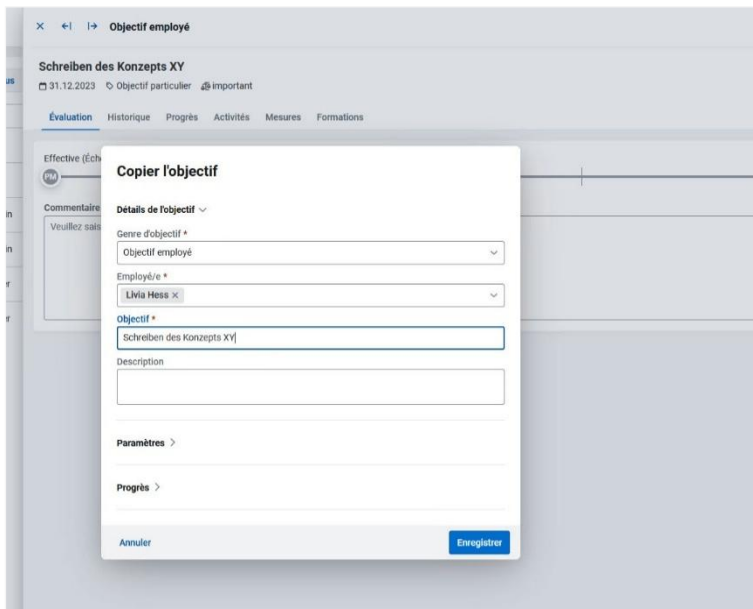 Objectif employé
Schreiben des Konzepts XY
31.12.2023 Objectif particulier important
Évaluation Historique Progrès Activités Mesures Formations
Effective
PM
Commentaire
Copier l'objectif
Détails de l'objectif
Genre d'objectif *
Objectif employé
Employé/e *
Livia Hess ×
Objectif *
Schreiben des Konzepts XY
Description
Paramètres
Progrès
Annuler Enregistrer